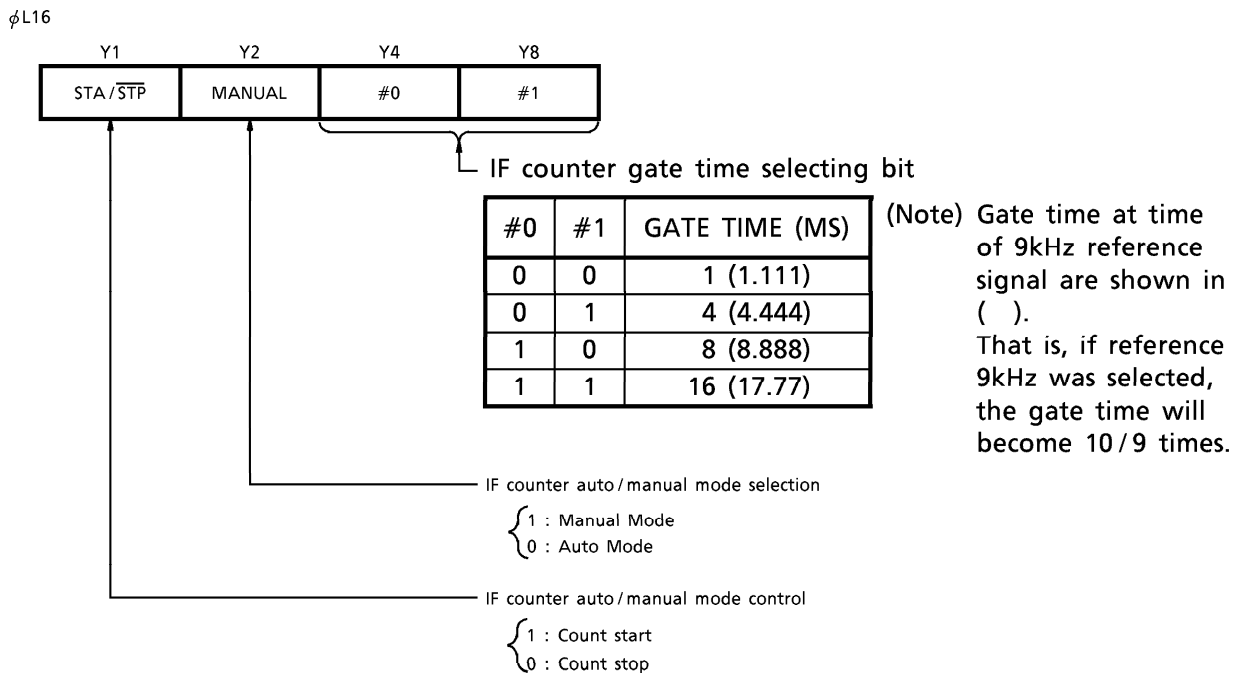 φL16
Y1 Y2 Y4 Y8
STA/S̅T̅P̅ MANUAL #0 #1
IF counter gate time selecting bit
#0 #1 GATE TIME (MS)
0 0 1 (1.111)
0 1 4 (4.444)
1 0 8 (8.888)
1 1 16 (17.77)
(Note) Gate time at time
of 9kHz reference
signal are shown in
( ).
That is, if reference
9kHz was selected,
the gate time will
become 10/9 times.
IF counter auto/manual mode selection
1 : Manual Mode
0 : Auto Mode
IF counter auto/manual mode control
1 : Count start
0 : Count stop